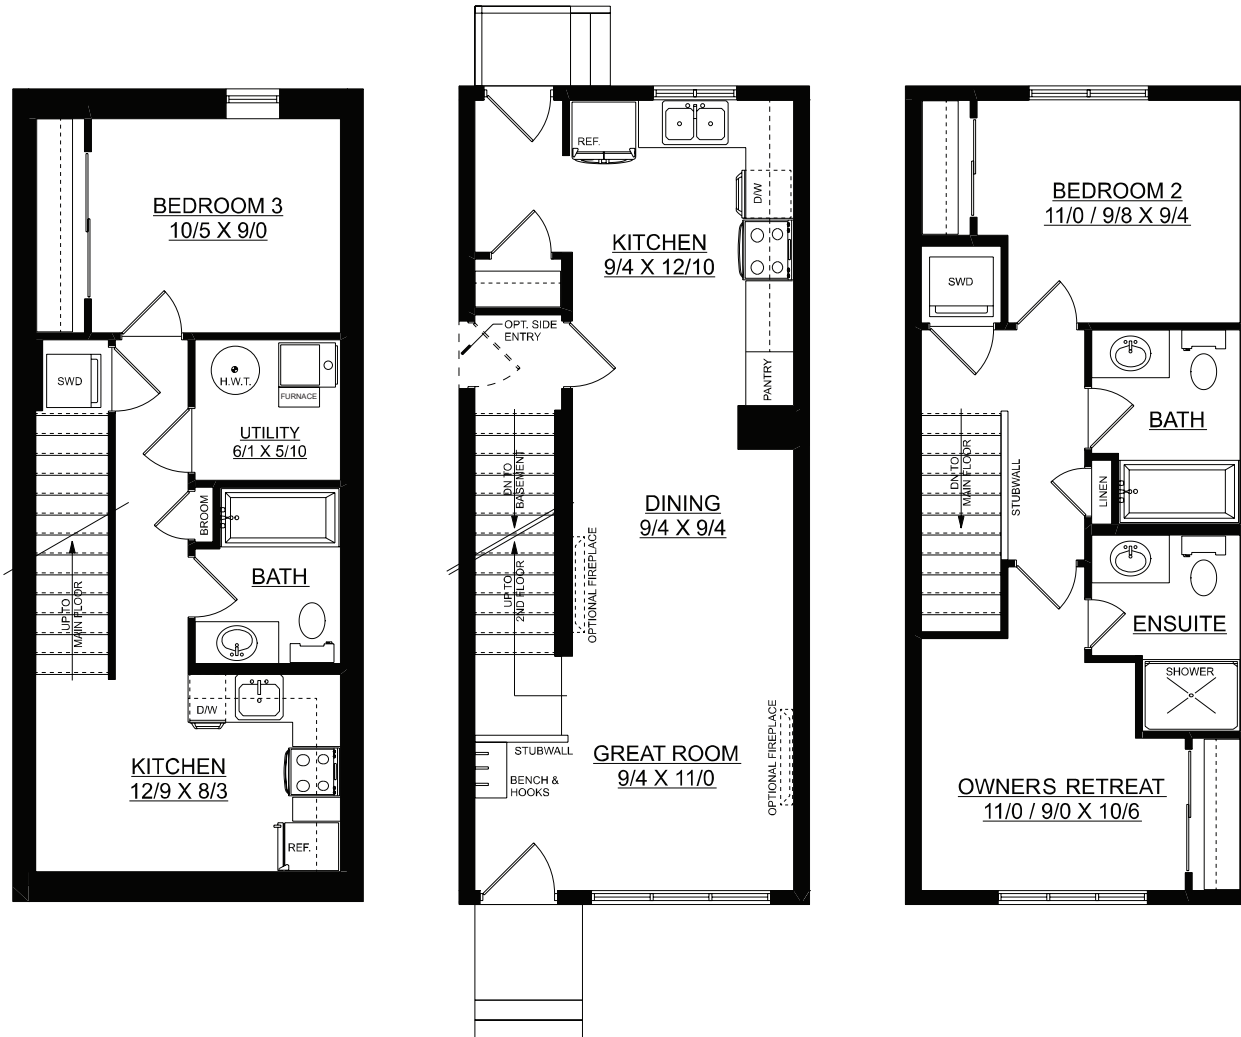 BEDROOM 3
10/5 X 9/0
SWD
H.W.T.
FURNACE
UTILITY
6/1 X 5/10
BROOM
BATH
UP TO
MAIN FLOOR
D/W
KITCHEN
12/9 X 8/3
REF.
REF.
D/W
KITCHEN
9/4 X 12/10
OPT. SIDE
ENTRY
PANTRY
DN TO
BASEMENT
DINING
9/4 X 9/4
OPTIONAL FIREPLACE
UP TO
2ND FLOOR
GREAT ROOM
9/4 X 11/0
OPTIONAL FIREPLACE
STUBWALL
BENCH &
HOOKS
BEDROOM 2
11/0 / 9/8 X 9/4
SWD
BATH
DN TO
MAIN FLOOR
STUBWALL
LINEN
ENSUITE
SHOWER
OWNERS RETREAT
11/0 / 9/0 X 10/6